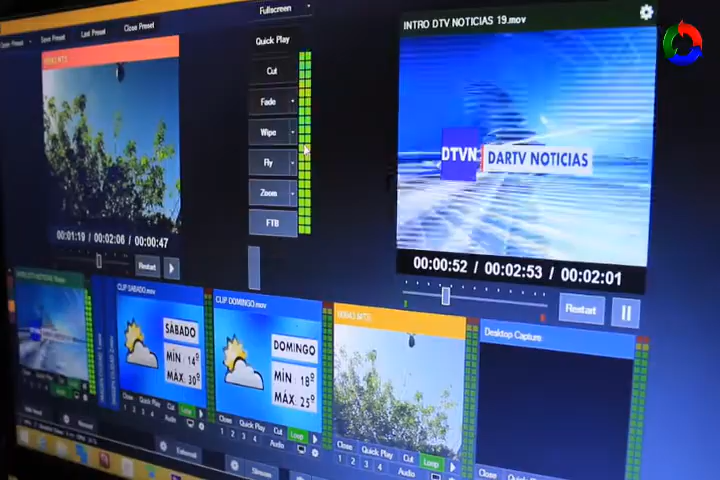 Save Preset
Last Preset
Close Preset
Fullscreen
INTRO DTV NOTICIAS 19.mov
Quick Play
Cut
Fade
Wipe
Fly
Zoom
FTB
DTVN
DARTV NOTICIAS
00:01:19 / 00:02:06 / 00:00:47
Restart
00:00:52 / 00:02:53 / 00:02:01
Restart
CLIP SABADO.mov
CLIP DOMINGO.mov
Desktop Capture
SÁBADO
MÍN: 14º
MÁX: 30º
DOMINGO
MÍN: 18º
MÁX: 25º
Close Quick Play Cut Loop
1 2 3 4 Audio
Close Quick Play Cut Loop
1 2 3 4 Audio
Close Quick Play Cut Loop
1 2 3 4 Audio
Close Quick Play Cut
External
Stream